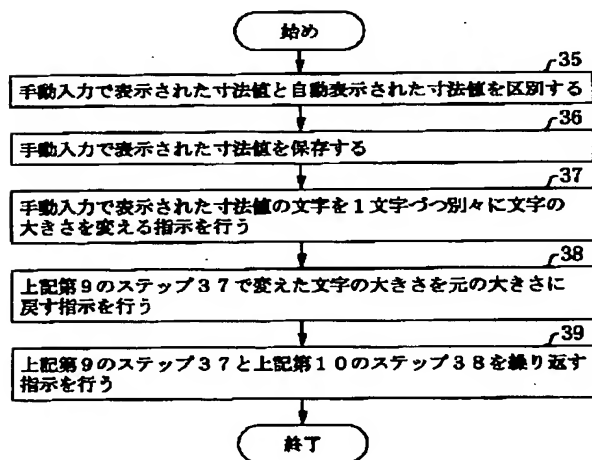 始め
35
手動入力で表示された寸法値と自動表示された寸法値を区別する
36
手動入力で表示された寸法値を保存する
37
手動入力で表示された寸法値の文字を1文字づつ別々に文字の
大きさを変える指示を行う
38
上記第9のステップ37で変えた文字の大きさを元の大きさに
戻す指示を行う
39
上記第9のステップ37と上記第10のステップ38を繰り返す
指示を行う
終了